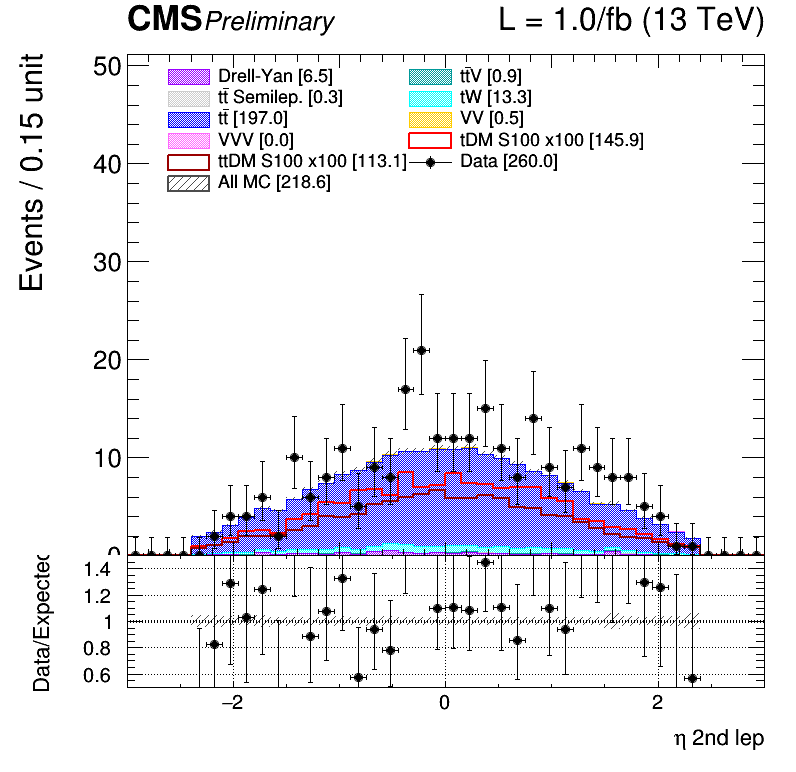 CMS Preliminary L = 1.0/fb (13 TeV)
Events / 0.15 unit
50
40
30
20
10
0
Drell-Yan [6.5]
tt̄V [0.9]
tt̄ Semilep. [0.3]
tW [13.3]
tt̄ [197.0]
VV [0.5]
VVV [0.0]
tDM S100 x100 [145.9]
ttDM S100 x100 [113.1]
Data [260.0]
All MC [218.6]
Data/Expected
1.4
1.2
1
0.8
0.6
−2 0 2
η 2nd lep